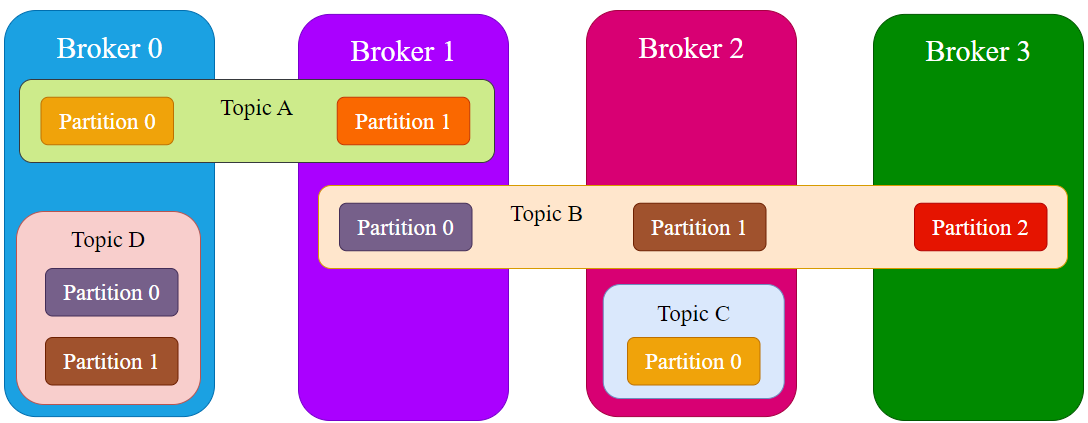 Broker 0
Broker 1
Broker 2
Broker 3
Topic A
Partition 0
Partition 1
Topic B
Partition 0
Partition 1
Partition 2
Topic D
Partition 0
Partition 1
Topic C
Partition 0